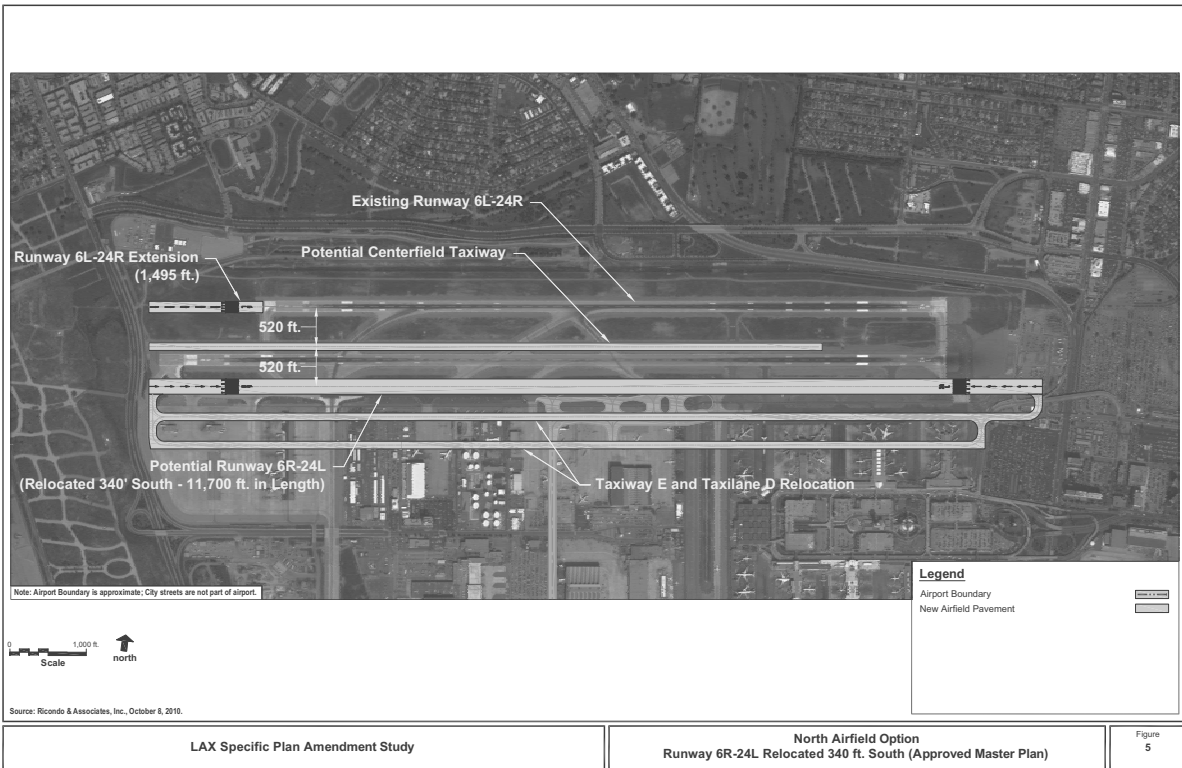 Existing Runway 6L-24R
Potential Centerfield Taxiway
Runway 6L-24R Extension
(1,495 ft.)
520 ft.
520 ft.
Potential Runway 6R-24L
(Relocated 340' South - 11,700 ft. in Length)
Taxiway E and Taxilane D Relocation
Note: Airport Boundary is approximate; City streets are not part of airport.
Legend
Airport Boundary
New Airfield Pavement
0 1,000 ft.
Scale
north
Source: Ricondo & Associates, Inc., October 8, 2010.
LAX Specific Plan Amendment Study
North Airfield Option
Runway 6R-24L Relocated 340 ft. South (Approved Master Plan)
Figure
5